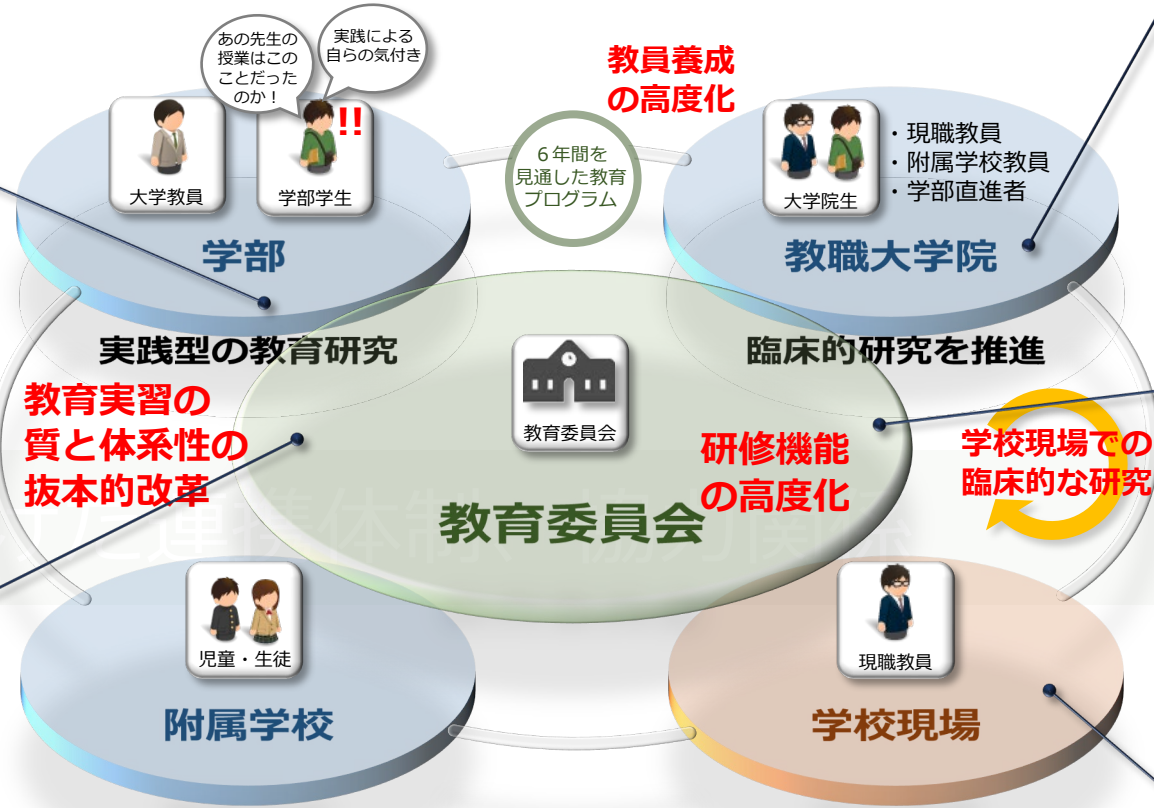 あの先生の
授業はこの
ことだった
のか！
実践による
自らの気付き
!!
大学教員
学部学生
学部
実践型の教育研究
６年間を
見通した教育
プログラム
教員養成
の高度化
大学院生
・現職教員
・附属学校教員
・学部直進者
教職大学院
臨床的研究を推進
教育実習の
質と体系性の
抜本的改革
教育委員会
教育委員会
研修機能
の高度化
学校現場での
臨床的な研究
児童・生徒
附属学校
現職教員
学校現場